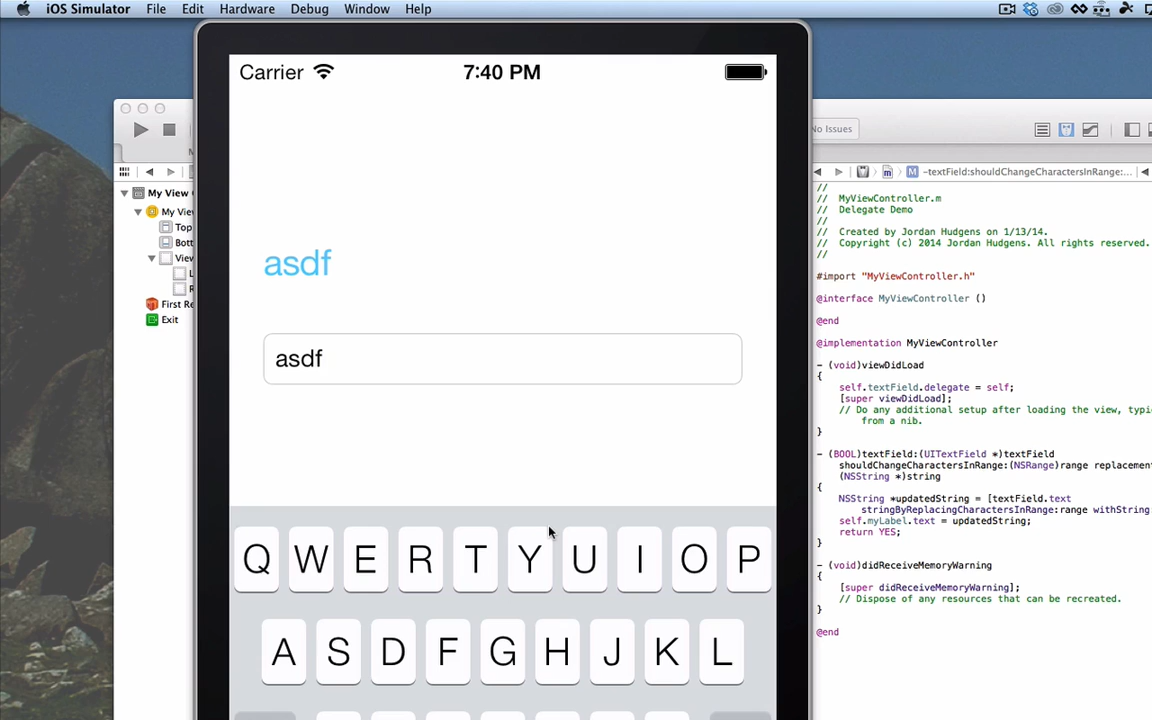 iOS Simulator File Edit Hardware Debug Window Help
Carrier 7:40 PM
No Issues
-textField:shouldChangeCharactersInRange:...
My View
My Vie
Top
Bott
View
L
R
First Re
Exit
asdf
asdf
Q W E R T Y U I O P
A S D F G H J K L
//
//  MyViewController.m
//  Delegate Demo
//
//  Created by Jordan Hudgens on 1/13/14.
//  Copyright (c) 2014 Jordan Hudgens. All rights reserved.
//
#import "MyViewController.h"
@interface MyViewController ()
@end
@implementation MyViewController
- (void)viewDidLoad
{
self.textField.delegate = self;
[super viewDidLoad];
// Do any additional setup after loading the view, typic
from a nib.
}
- (BOOL)textField:(UITextField *)textField
shouldChangeCharactersInRange:(NSRange)range replacement
(NSString *)string
{
NSString *updatedString = [textField.text
stringByReplacingCharactersInRange:range withString:
self.myLabel.text = updatedString;
return YES;
}
- (void)didReceiveMemoryWarning
{
[super didReceiveMemoryWarning];
// Dispose of any resources that can be recreated.
}
@end